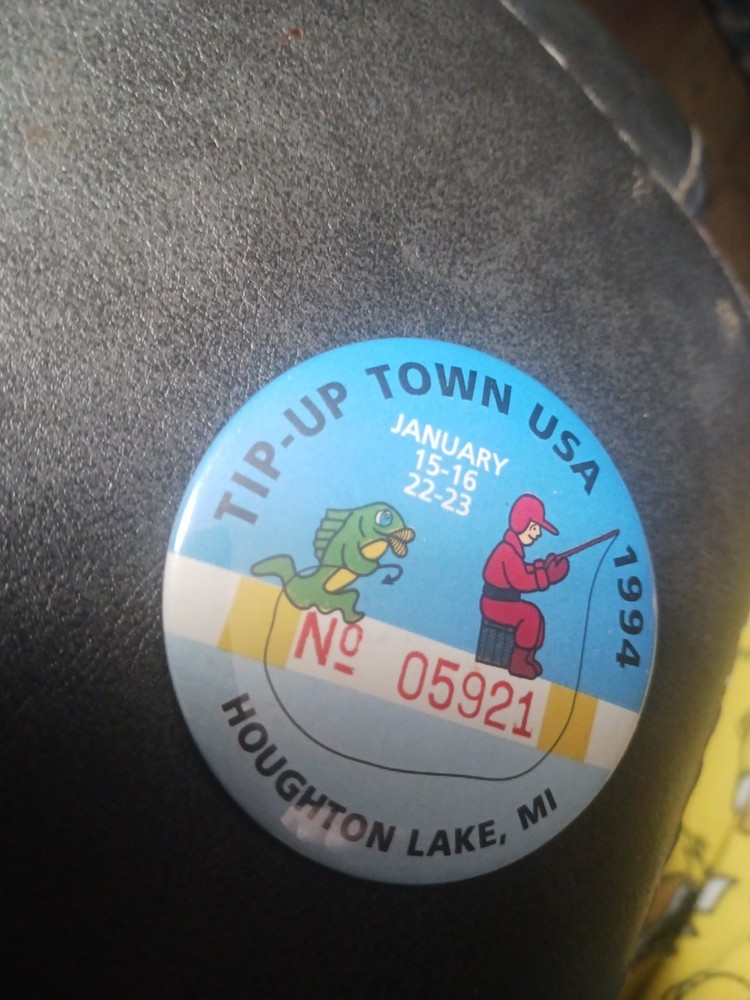 TIP-UP TOWN USA
JANUARY
15-16
22-23
1994
Nº 05921
HOUGHTON LAKE, MI